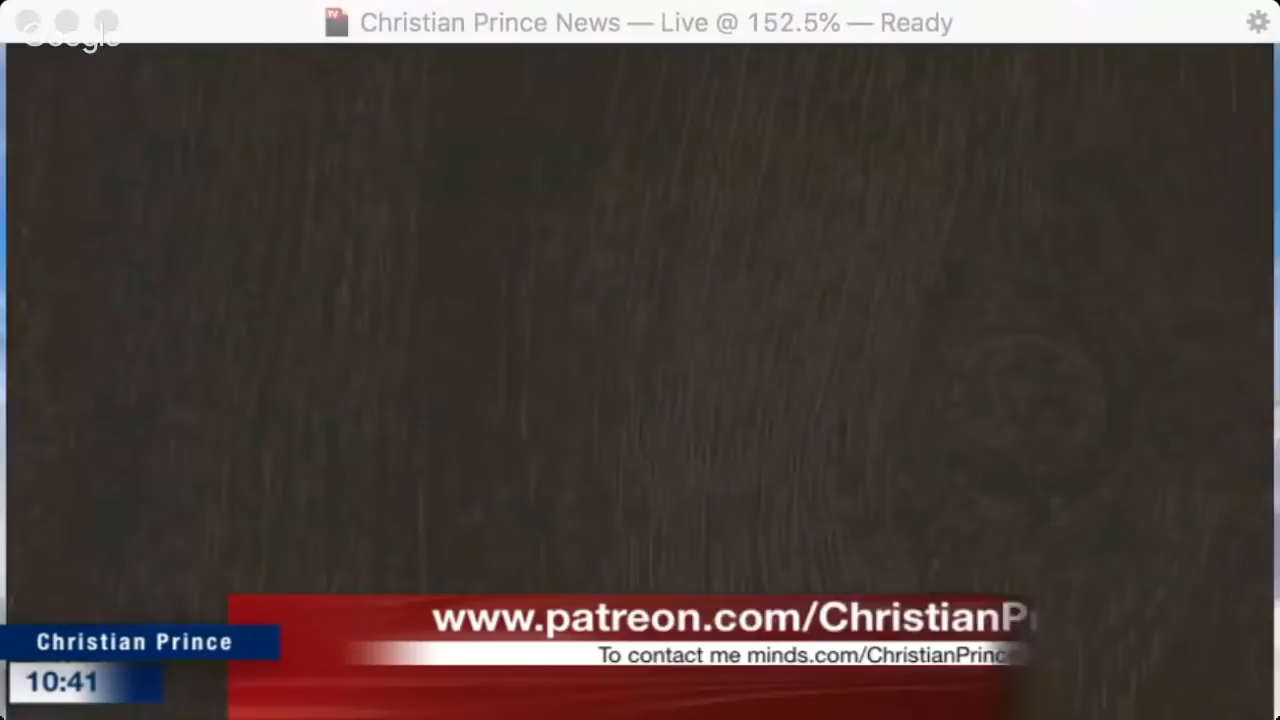 Christian Prince News — Live @ 152.5% — Ready
Google
www.patreon.com/ChristianP
To contact me minds.com/ChristianPrinc
Christian Prince
10:41